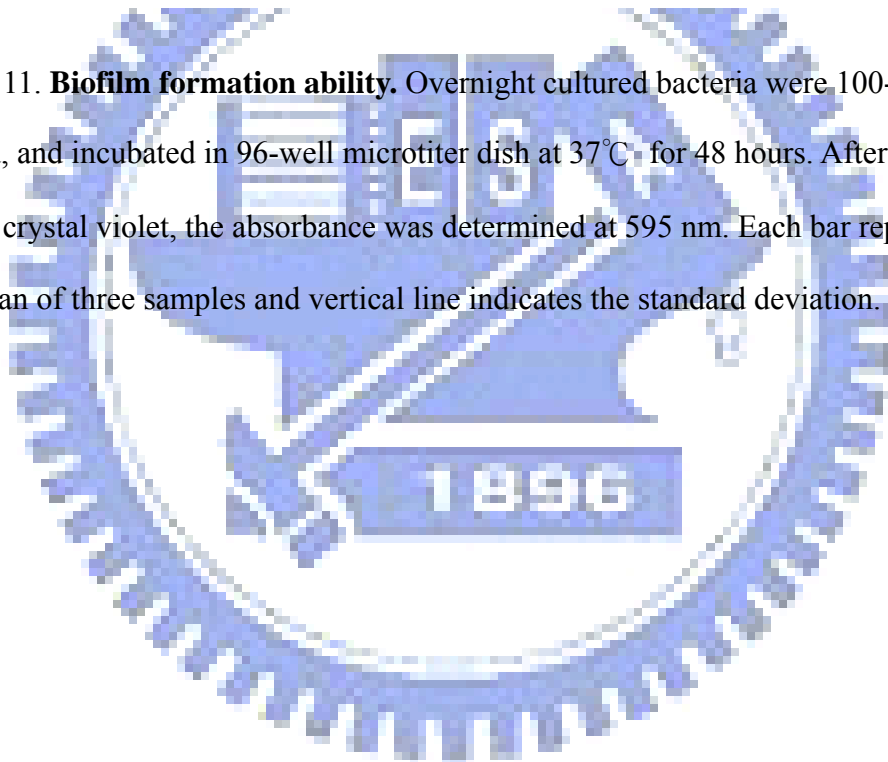 11. Biofilm formation ability. Overnight cultured bacteria were 100-
, and incubated in 96-well microtiter dish at 37℃ for 48 hours. After
crystal violet, the absorbance was determined at 595 nm. Each bar rep
an of three samples and vertical line indicates the standard deviation.
E S
1896